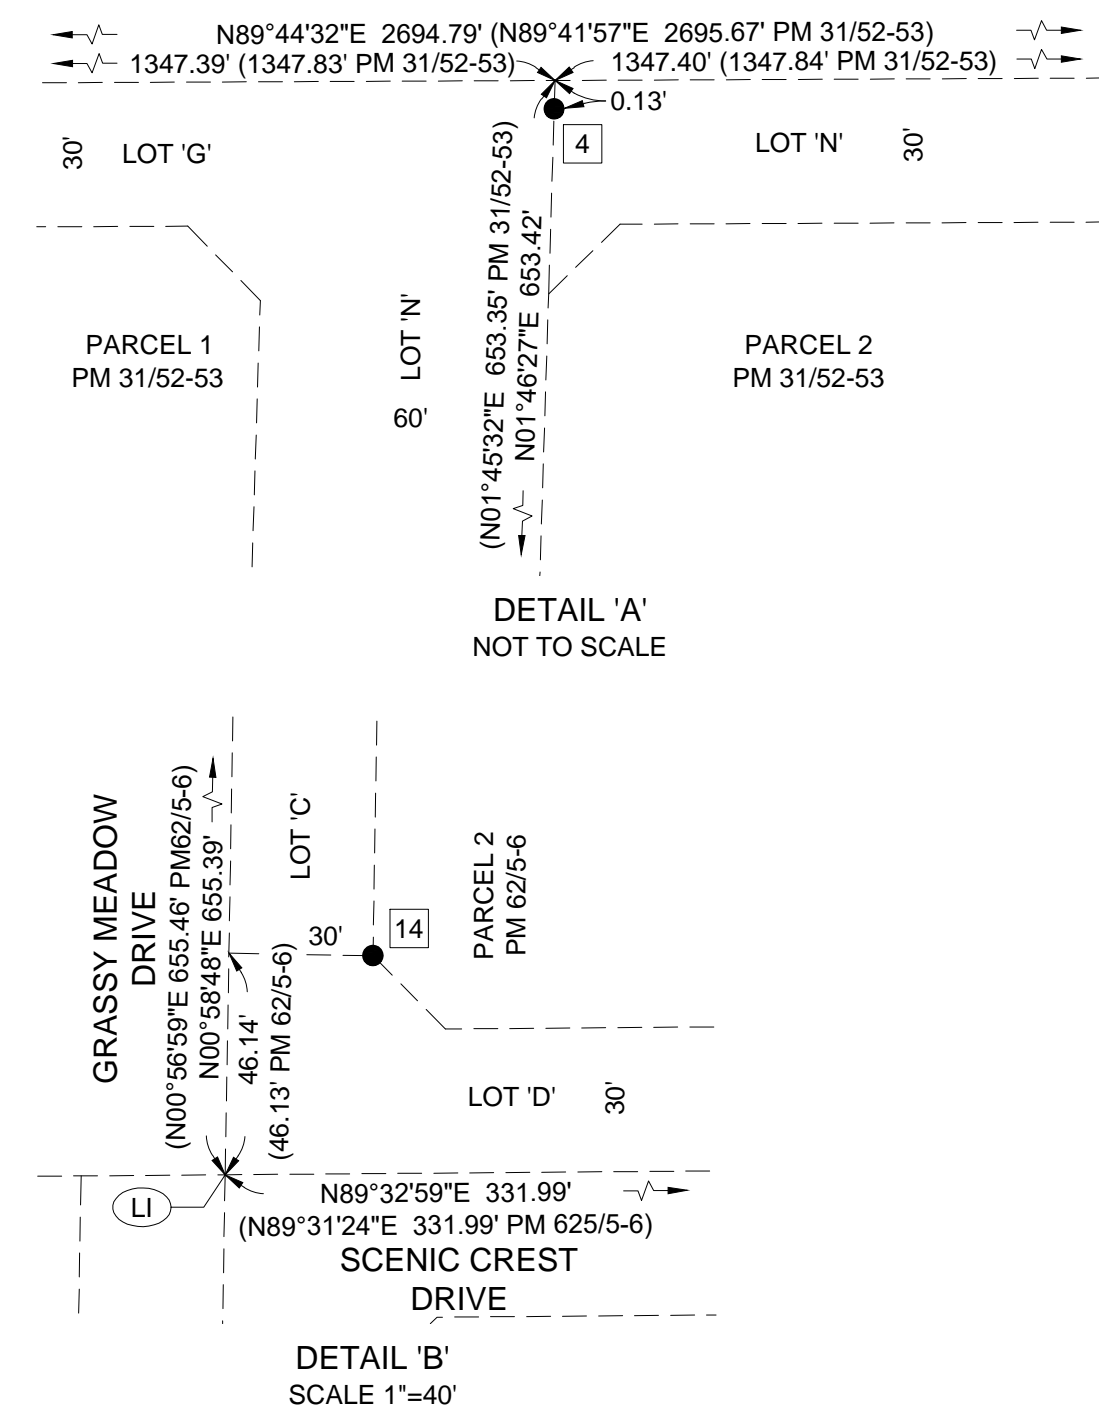 N89°44'32"E 2694.79' (N89°41'57"E 2695.67' PM 31/52-53)
1347.39' (1347.83' PM 31/52-53)
1347.40' (1347.84' PM 31/52-53)
0.13'
4
30'
LOT 'G'
LOT 'N'
30'
(N01°45'32"E 653.35' PM 31/52-53)
N01°46'27"E 653.42'
LOT 'N'
60'
PARCEL 1
PM 31/52-53
PARCEL 2
PM 31/52-53
DETAIL 'A'
NOT TO SCALE
GRASSY MEADOW
DRIVE
(N00°56'59"E 655.46' PM62/5-6)
N00°58'48"E 655.39'
LOT 'C'
PARCEL 2
PM 62/5-6
30'
14
46.14'
(46.13' PM 62/5-6)
LOT 'D'
30'
LI
N89°32'59"E 331.99'
(N89°31'24"E 331.99' PM 625/5-6)
SCENIC CREST
DRIVE
DETAIL 'B'
SCALE 1"=40'